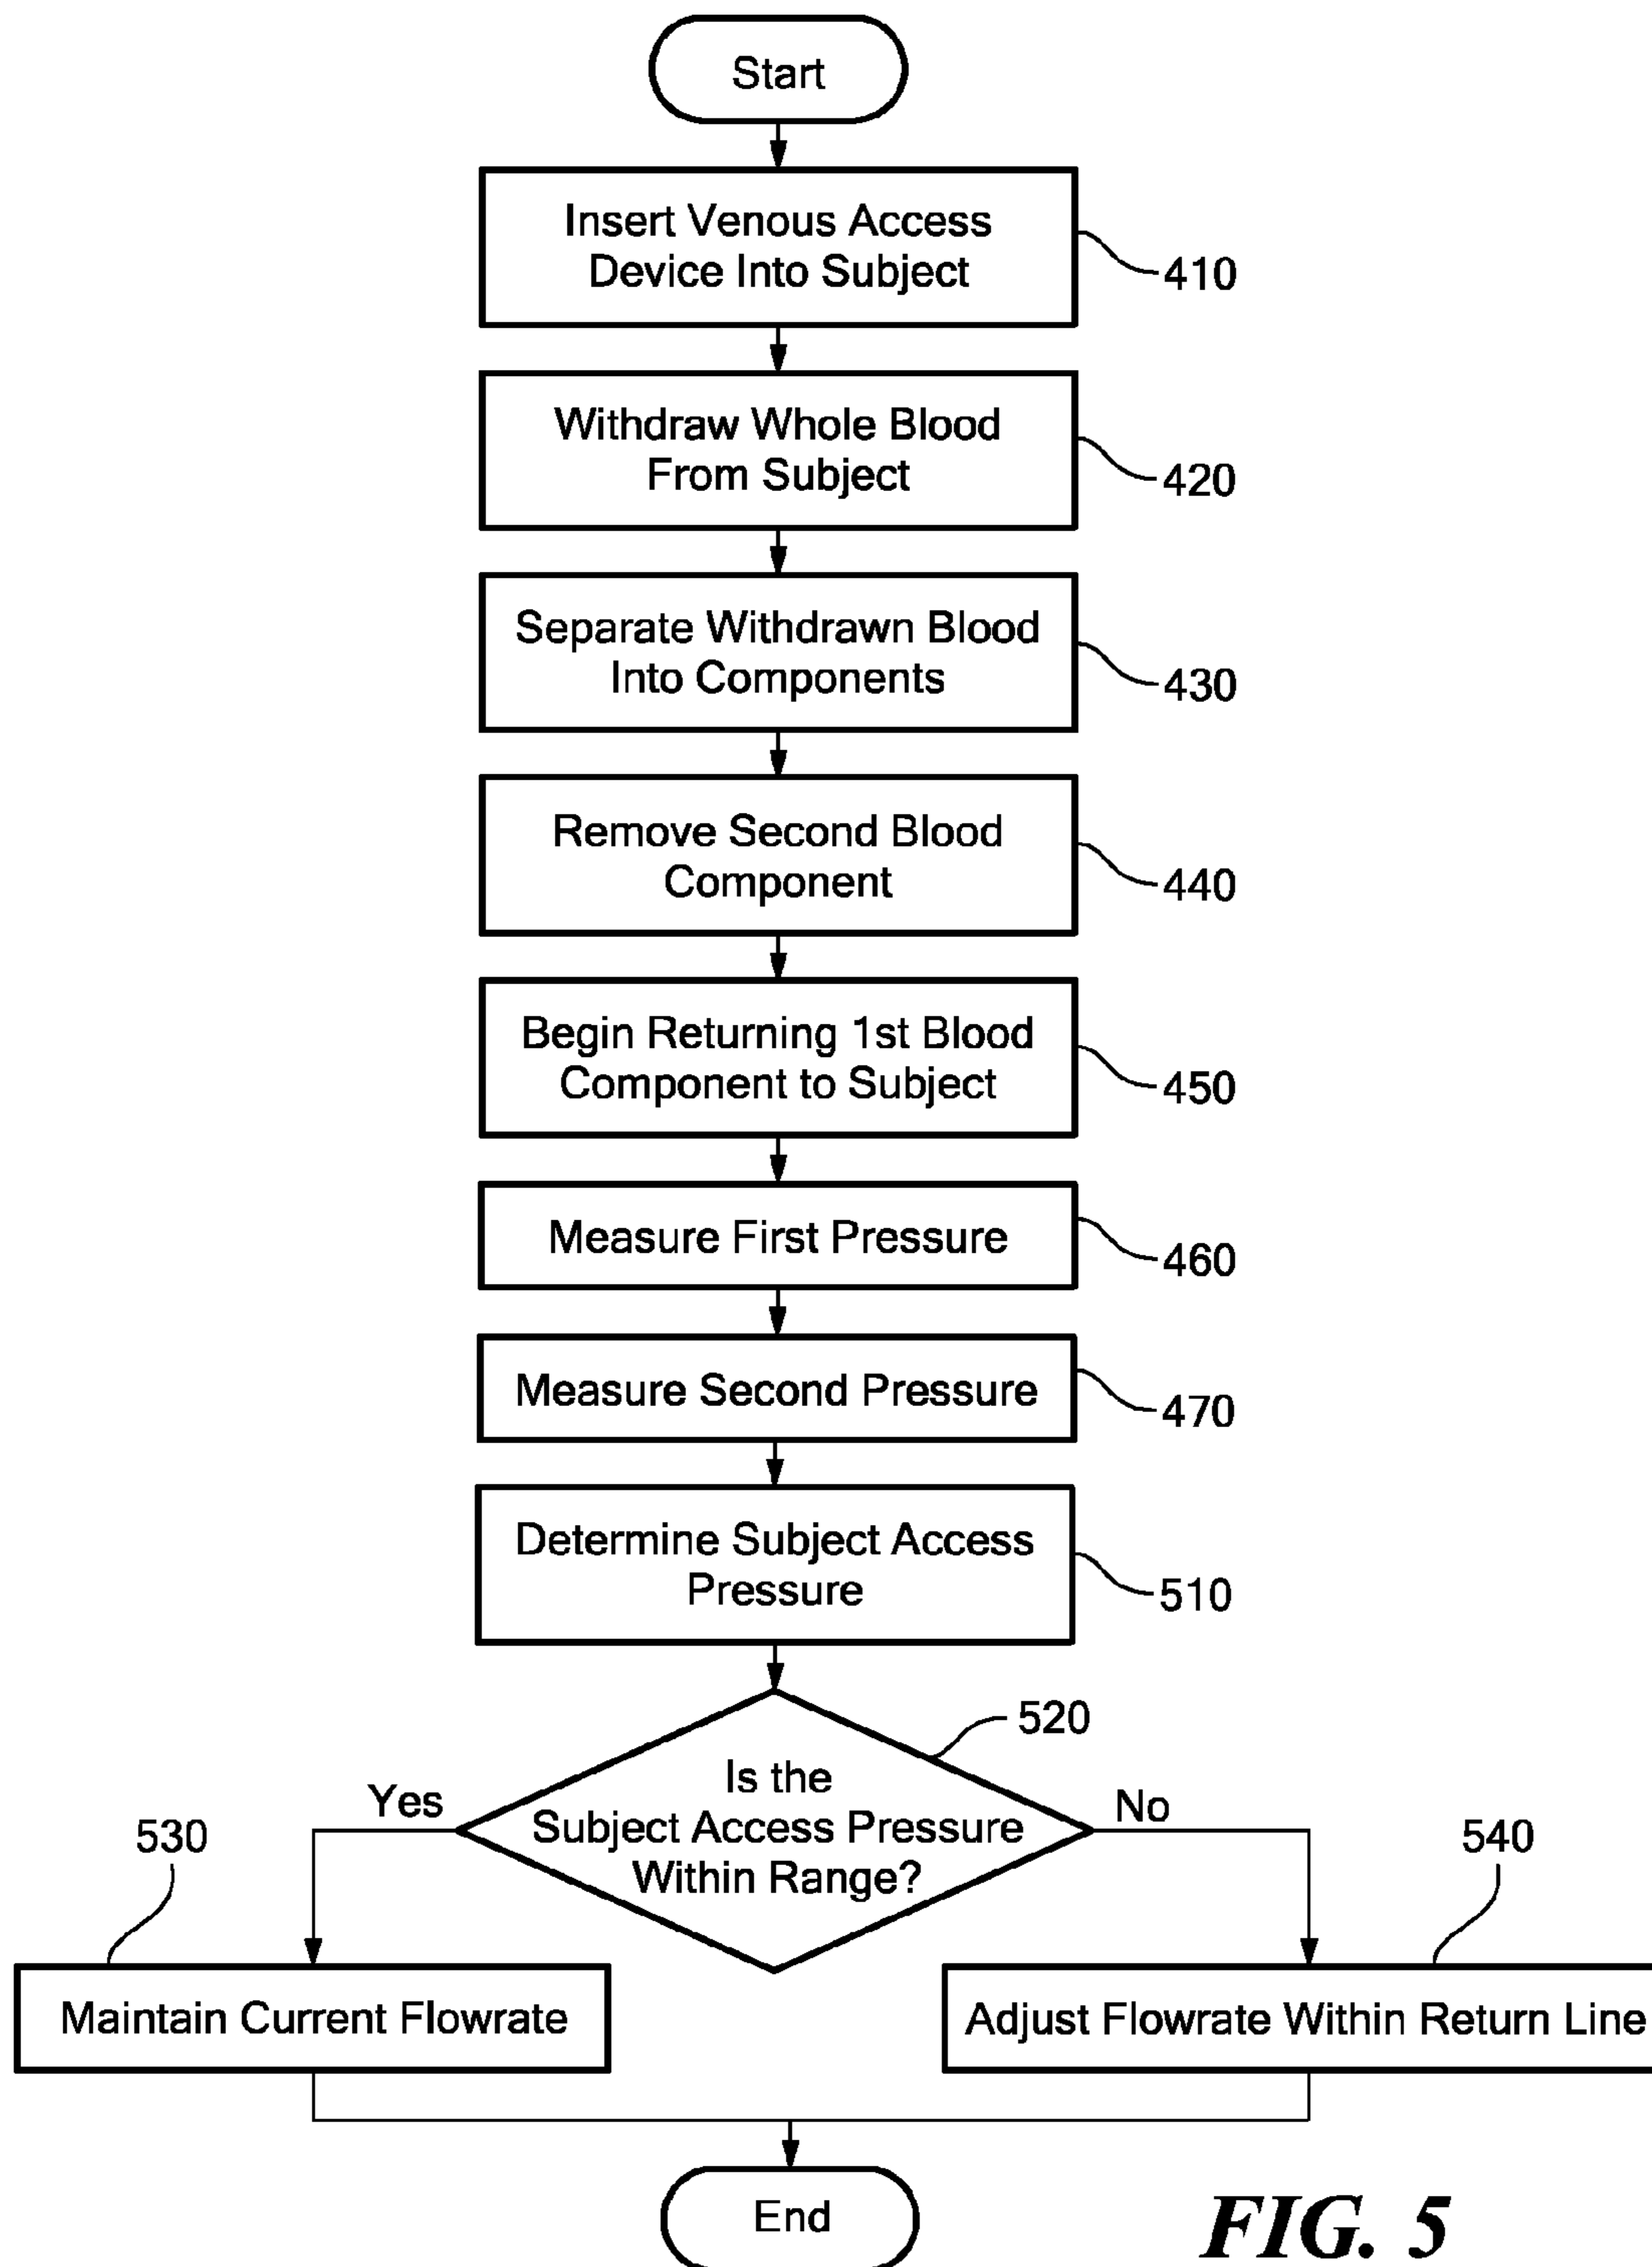 Start
Insert Venous Access
Device Into Subject
410
Withdraw Whole Blood
From Subject
420
Separate Withdrawn Blood
Into Components
430
Remove Second Blood
Component
440
Begin Returning 1st Blood
Component to Subject
450
Measure First Pressure
460
Measure Second Pressure
470
Determine Subject Access
Pressure
510
520
Is the
Subject Access Pressure
Within Range?
Yes
No
530
540
Maintain Current Flowrate
Adjust Flowrate Within Return Line
End
FIG. 5